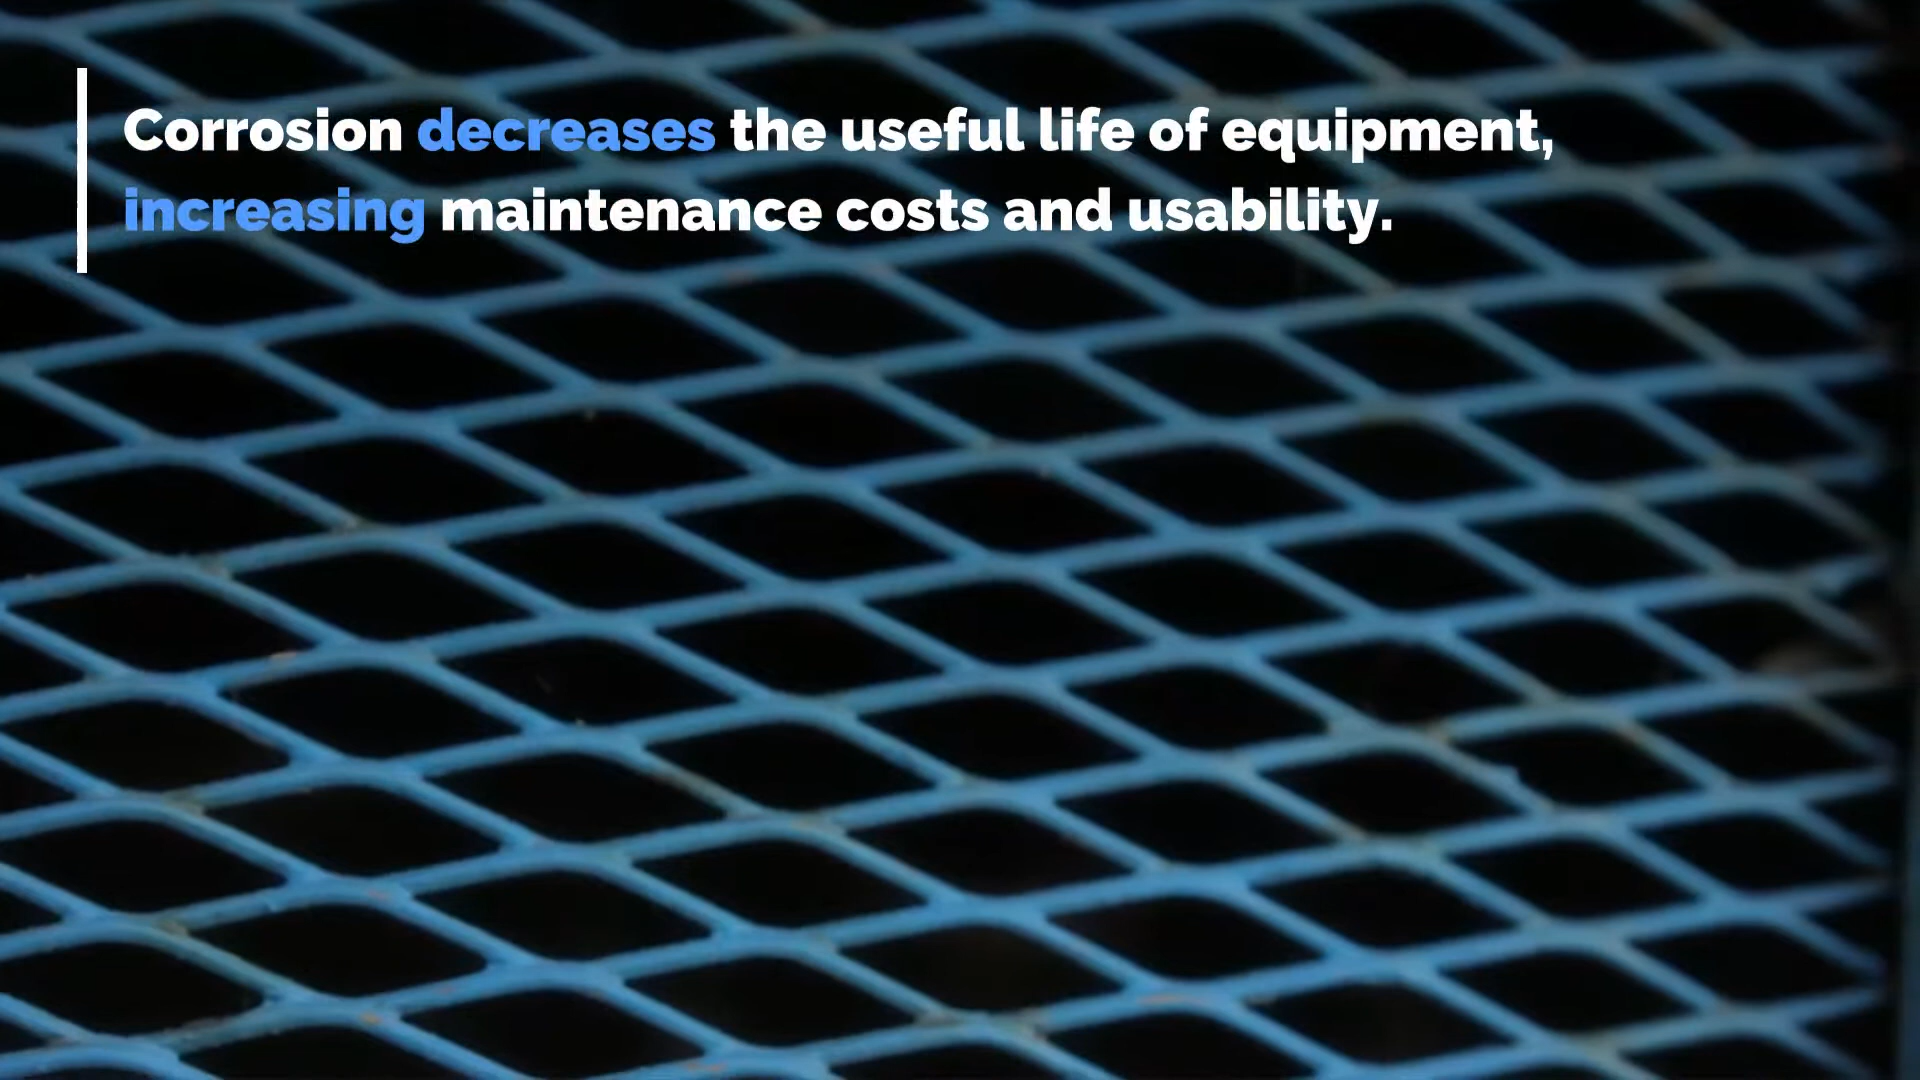 Corrosion decreases the useful life of equipment,
increasing maintenance costs and usability.